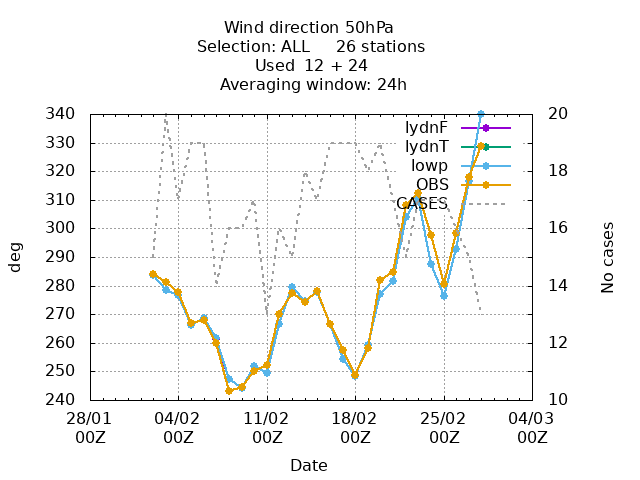 Wind direction 50hPa
Selection: ALL     26 stations
Used  12 + 24
Averaging window: 24h
340
330
320
310
300
290
280
270
260
250
240
deg
20
18
16
14
12
10
No cases
lydnF
lydnT
lowp
OBS
CASES
28/01 04/02 11/02 18/02 25/02 04/03
00Z 00Z 00Z 00Z 00Z 00Z
Date